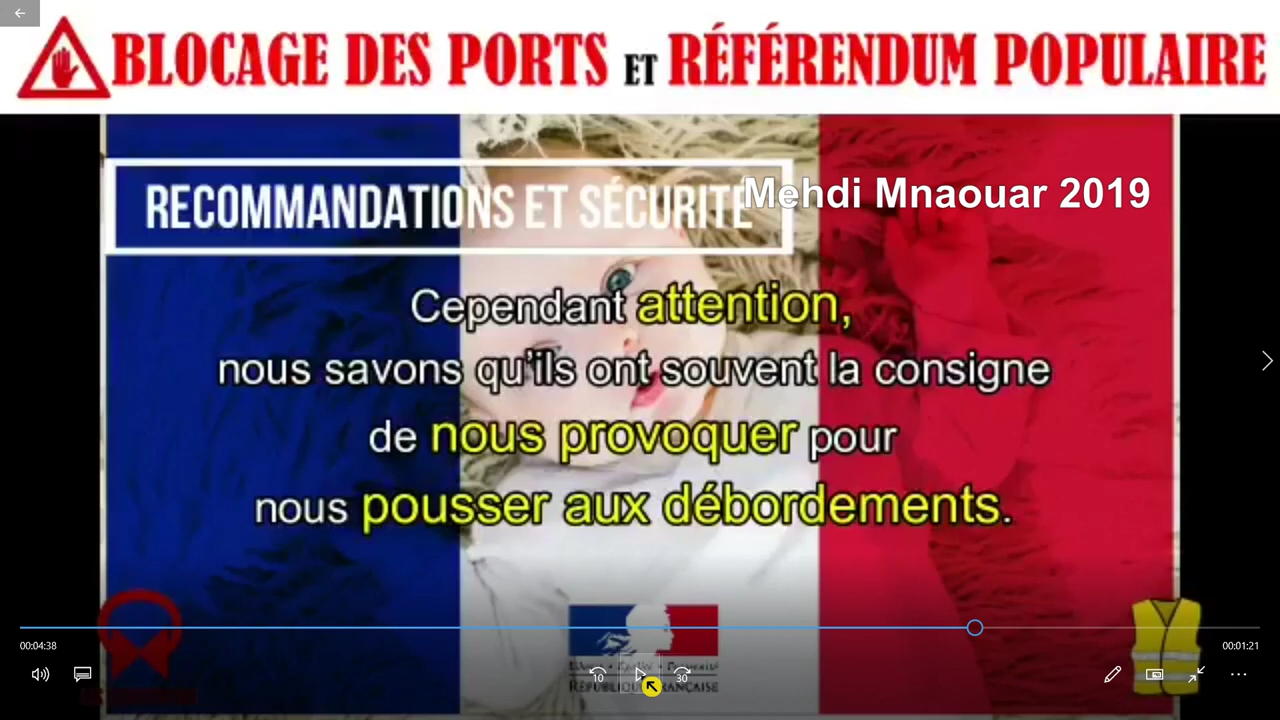 BLOCAGE DES PORTS ET RÉFÉRENDUM POPULAIRE
RECOMMANDATIONS ET SÉCURITÉ
Mehdi Mnaouar 2019
Cependant attention,
nous savons qu'ils ont souvent la consigne
de nous provoquer pour
nous pousser aux débordements.
00:04:38
00:01:21
10
30
RÉPUBLIQUE FRANÇAISE